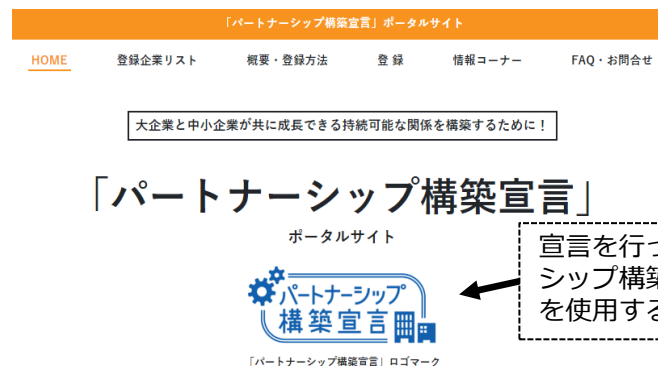 「パートナーシップ構築宣言」ポータルサイト
HOME 登録企業リスト 概要・登録方法 登 録 情報コーナー FAQ・お問合せ
大企業と中小企業が共に成長できる持続可能な関係を構築するために！
「パートナーシップ構築宣言」
ポータルサイト
宣言を行っ
シップ構築
を使用する
パートナーシップ
構築宣言
「パートナーシップ構築宣言」ロゴマーク